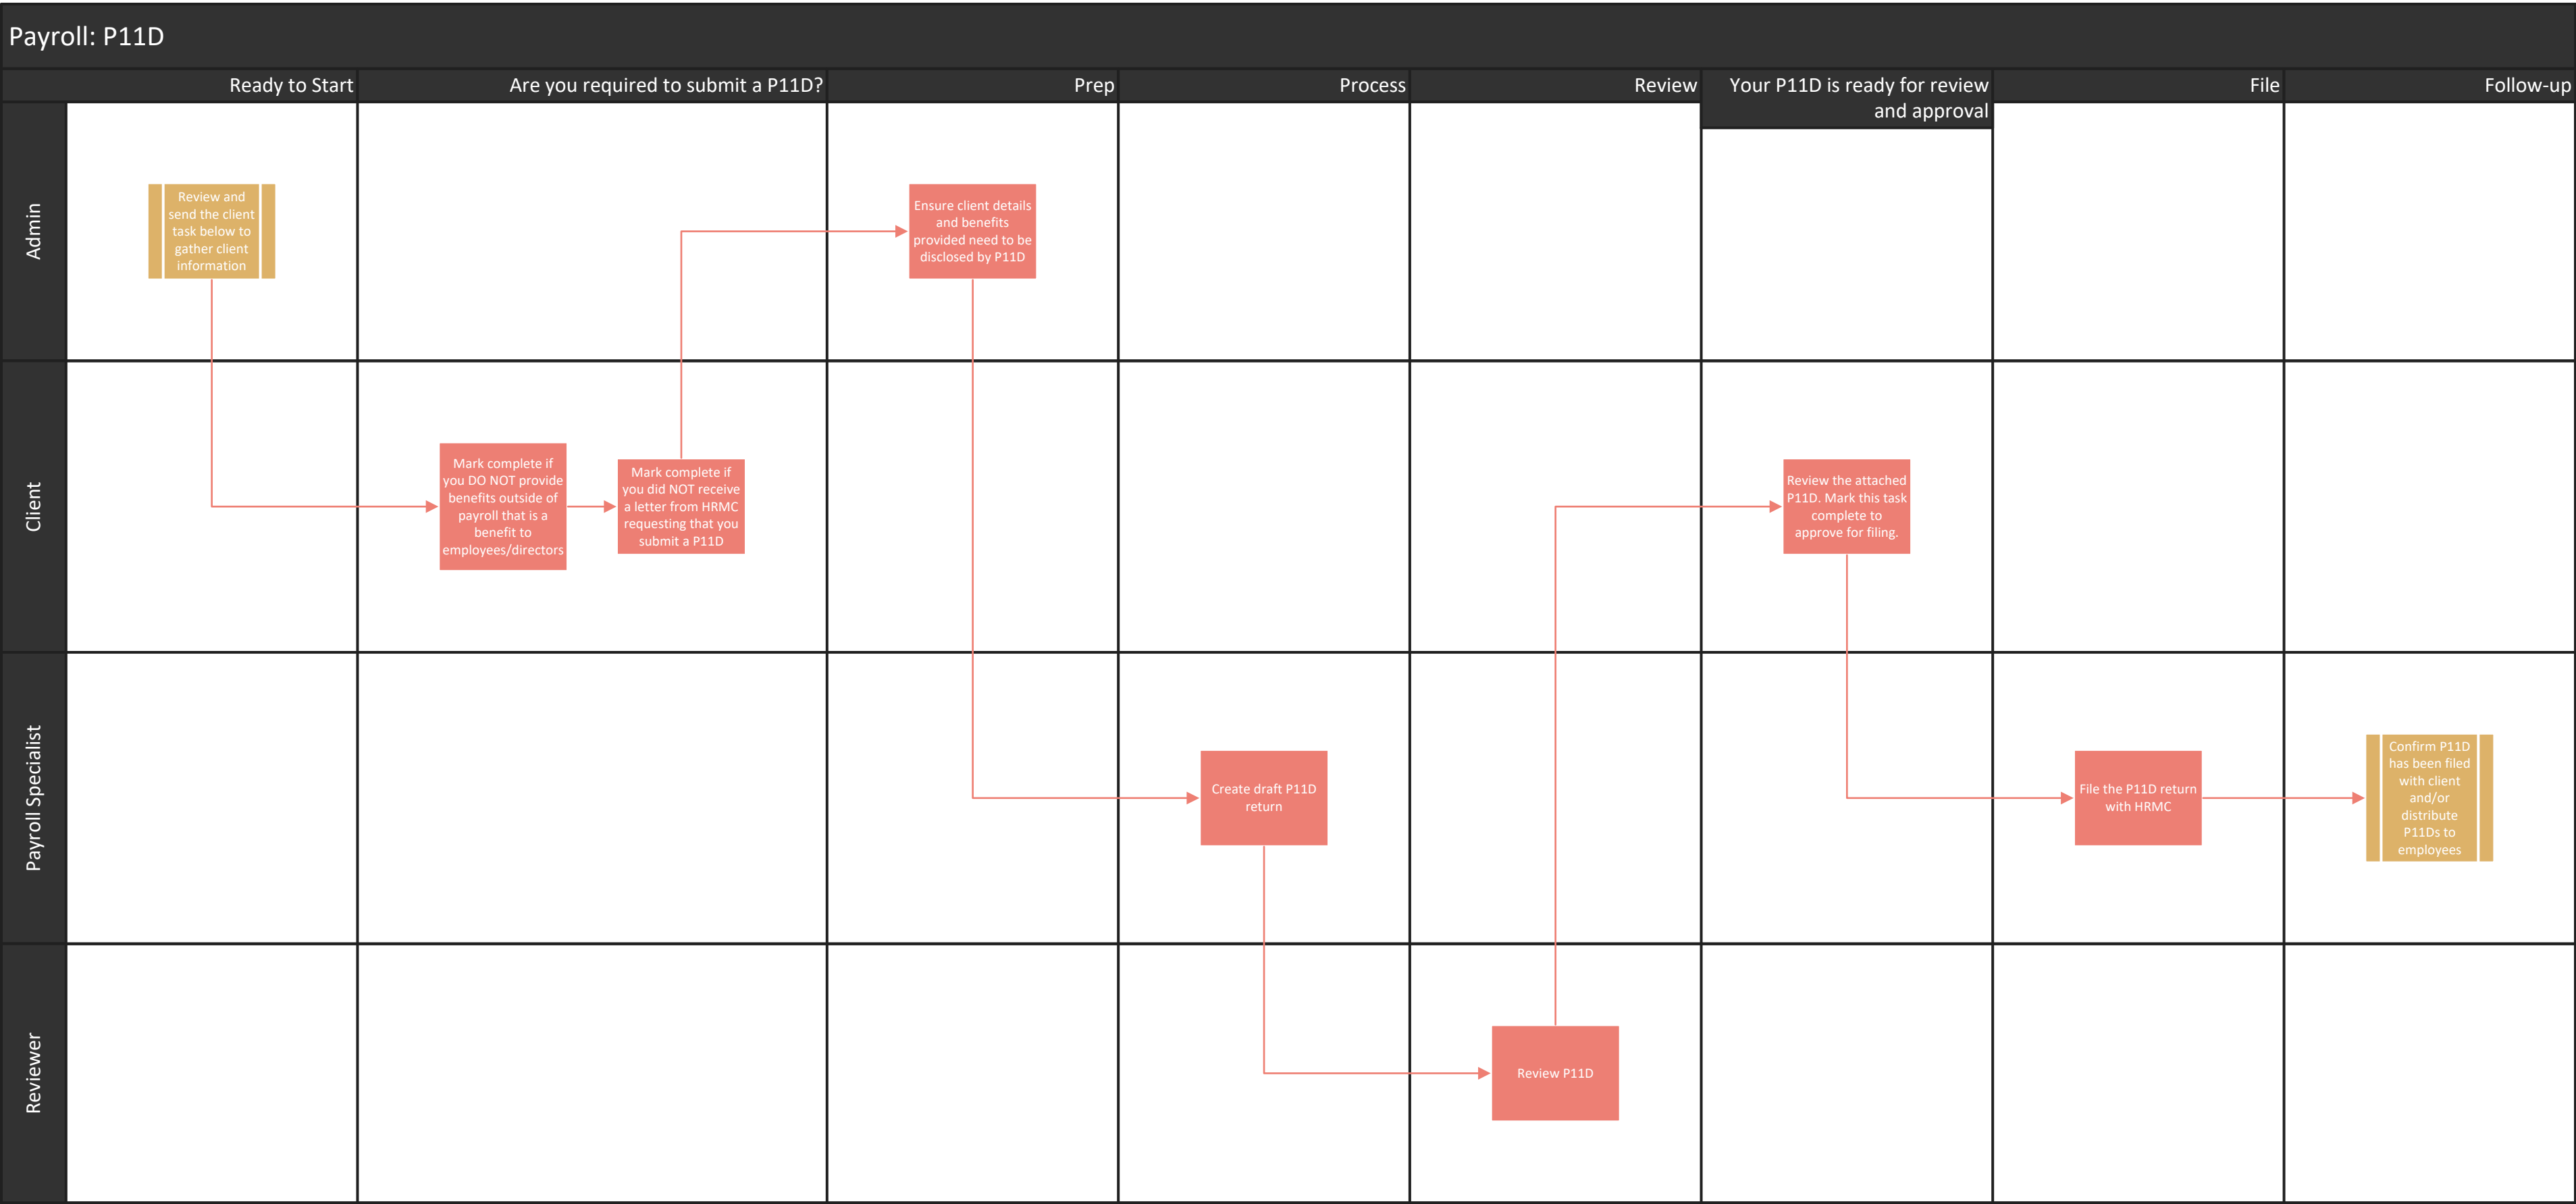 Payroll: P11D
Ready to Start
Are you required to submit a P11D?
Prep
Process
Review
Your P11D is ready for review
and approval
File
Follow-up
Admin
Review and
send the client
task below to
gather client
information
Ensure client details
and benefits
provided need to be
disclosed by P11D
Client
Mark complete if
you DO NOT provide
benefits outside of
payroll that is a
benefit to
employees/directors
Mark complete if
you did NOT receive
a letter from HRMC
requesting that you
submit a P11D
Review the attached
P11D. Mark this task
complete to
approve for filing.
Payroll Specialist
Create draft P11D
return
File the P11D return
with HRMC
Confirm P11D
has been filed
with client
and/or
distribute
P11Ds to
employees
Reviewer
Review P11D